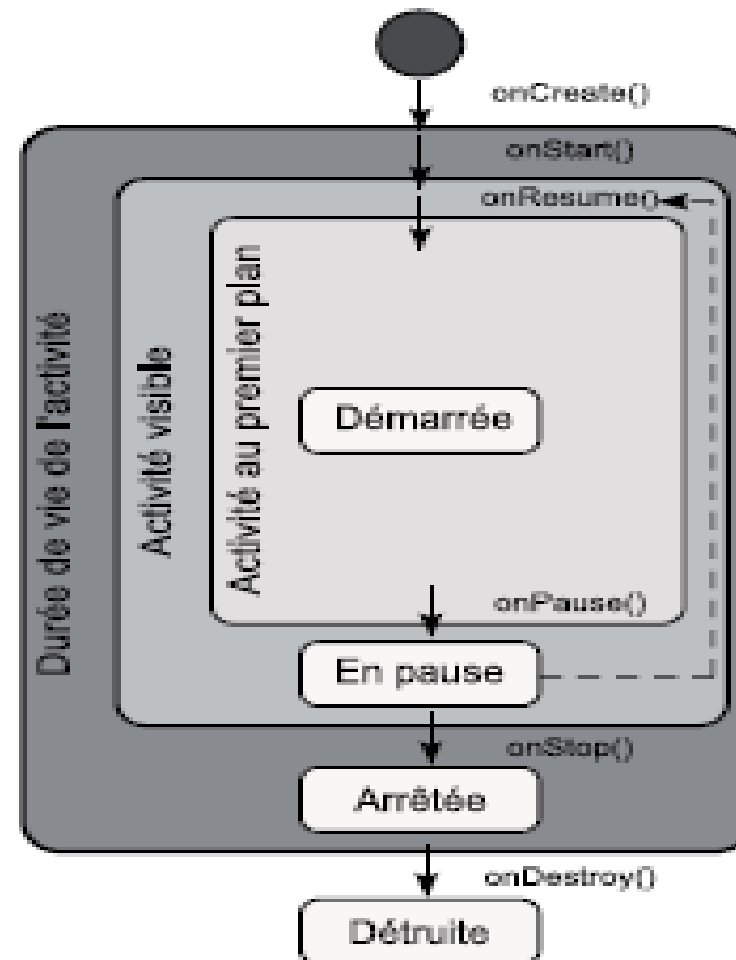 onCreate()
onStart()
onResume()
Durée de vie de l'activité
Activité visible
Activité au premier plan
Démarrée
onPause()
En pause
onStop()
Arrêtée
onDestroy()
Détruite